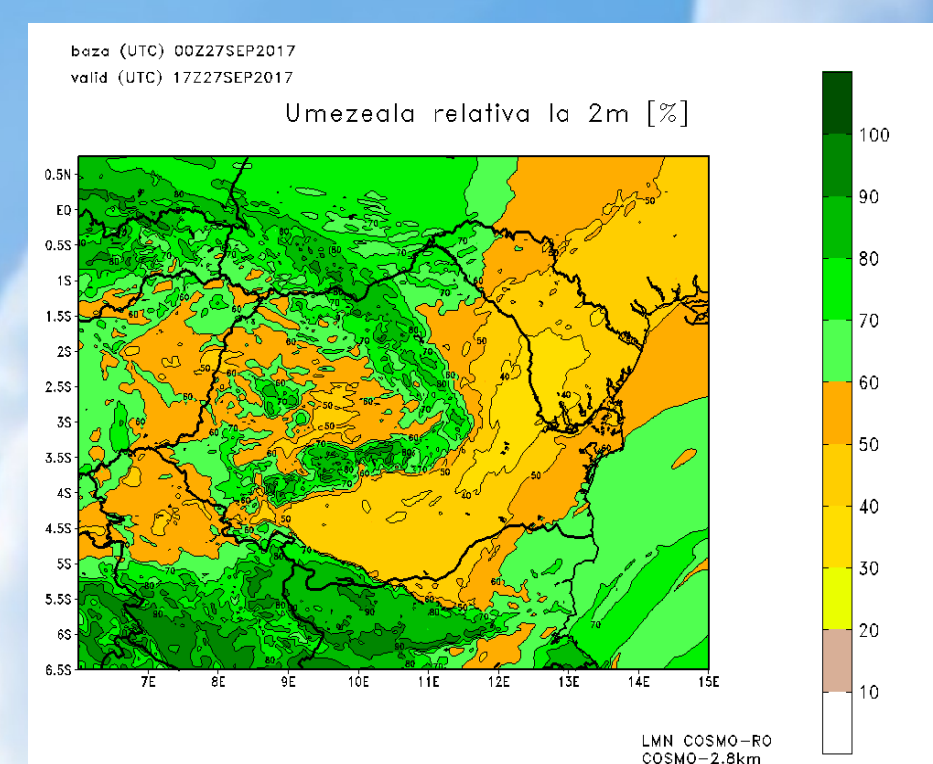 baza (UTC) 00Z27SEP2017
valid (UTC) 17Z27SEP2017
Umezeala relativa la 2m [%]
100
90
80
70
60
50
40
30
20
10
0.5N
EQ
0.5S
1S
1.5S
2S
2.5S
3S
3.5S
4S
4.5S
5S
5.5S
6S
6.5S
7E 8E 9E 10E 11E 12E 13E 14E 15E
LMN COSMO-RO
COSMO-2.8km